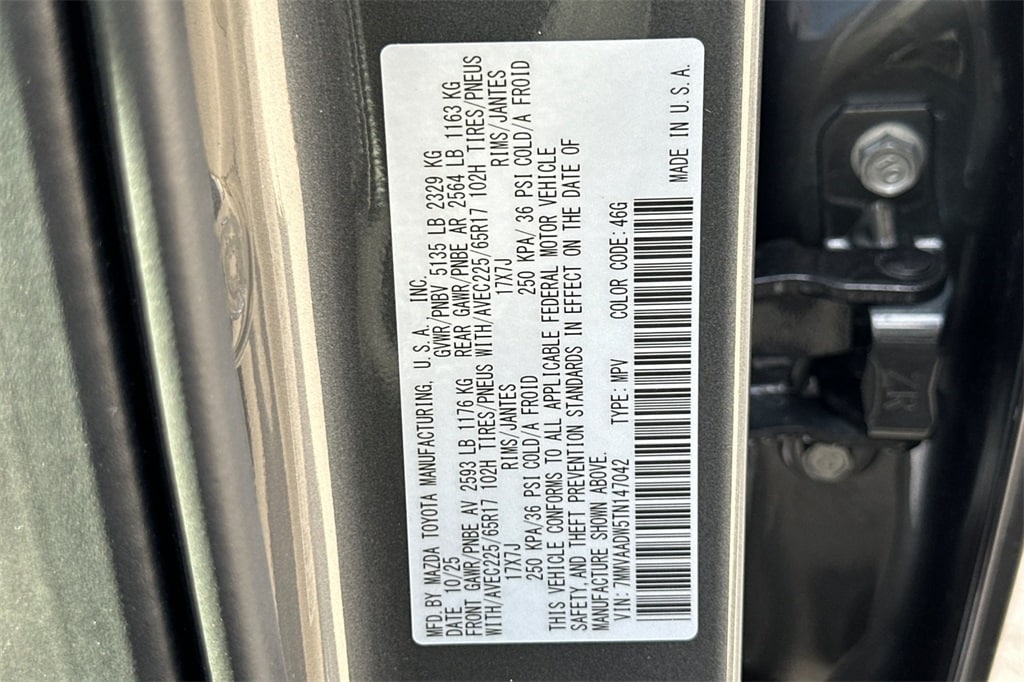 MFD. BY MAZDA TOYOTA MANUFACTURING, U.S.A., INC.
DATE 10/25 GVWR/PNBV 5135 LB 2329 KG
FRONT GAWR/PNBE AV 2593 LB 1176 KG REAR GAWR/PNBE AR 2564 LB 1163 KG
WITH/AVEC225/65R17 102H TIRES/PNEUS WITH/AVEC225/65R17 102H TIRES/PNEUS
17X7J RIMS/JANTES 17X7J RIMS/JANTES
250 KPA/36 PSI COLD/A FROID 250 KPA/ 36 PSI COLD/A FROID
THIS VEHICLE CONFORMS TO ALL APPLICABLE FEDERAL MOTOR VEHICLE
SAFETY, AND THEFT PREVENTION STANDARDS IN EFFECT ON THE DATE OF
MANUFACTURE SHOWN ABOVE.
VIN: 7MMVAADW5TN147042 TYPE: MPV COLOR CODE: 46G
MADE IN U.S.A.
ZR